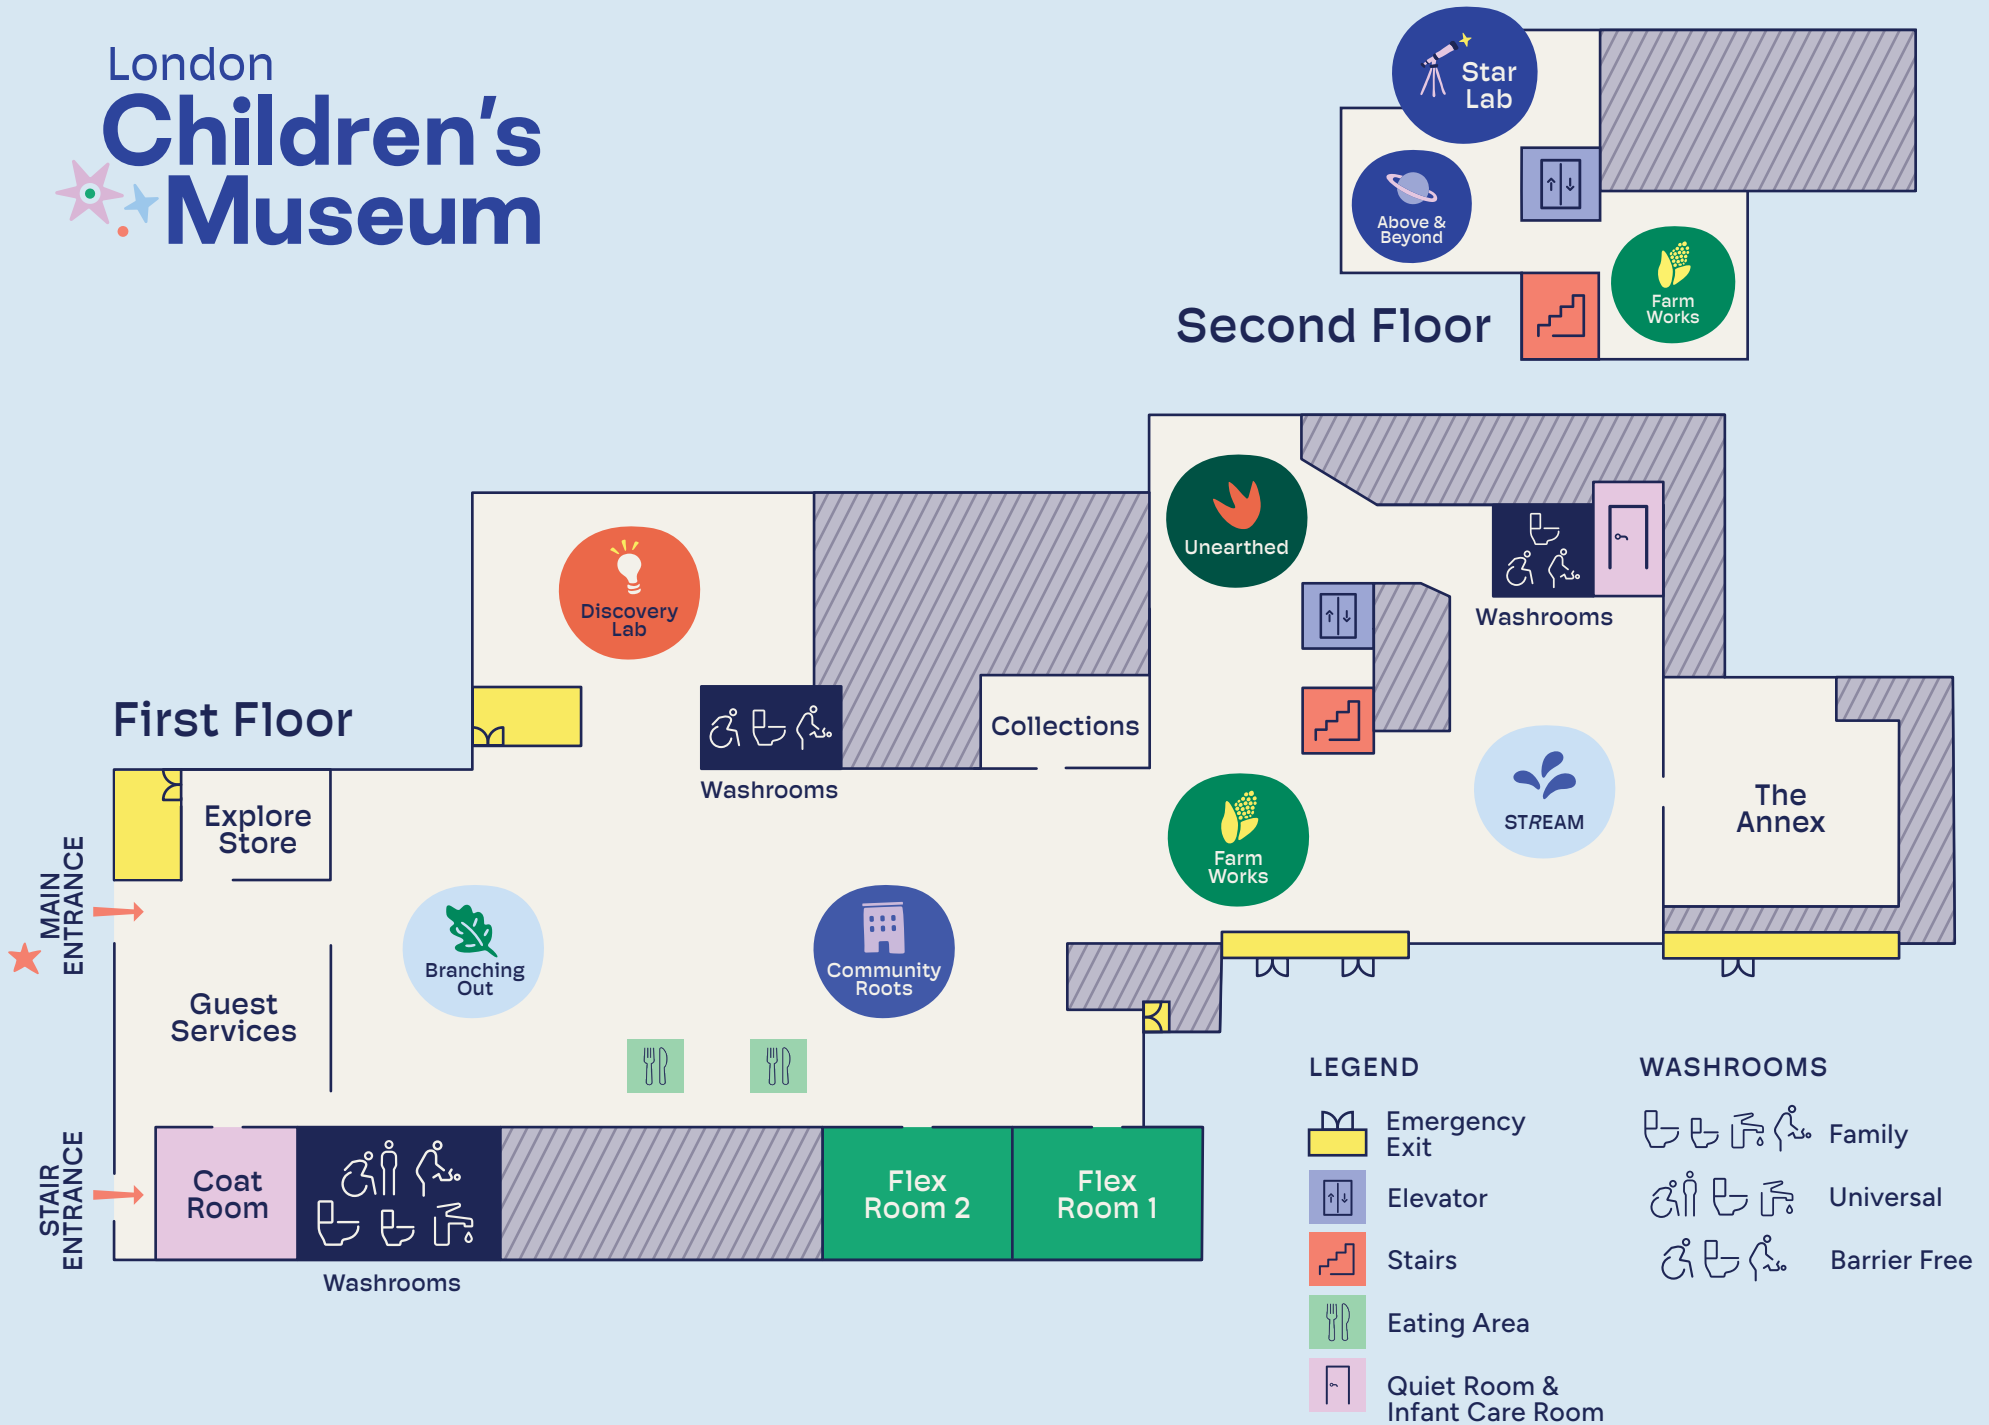 London
Children's
Museum
Star
Lab
Above &
Beyond
Farm
Works
Second Floor
Unearthed
Discovery
Lab
Washrooms
First Floor
Collections
Washrooms
Explore
Store
The
Annex
STREAM
Farm
Works
MAIN
ENTRANCE
Branching
Out
Community
Roots
Guest
Services
STAIR
ENTRANCE
Coat
Room
Flex
Room 2
Flex
Room 1
Washrooms
LEGEND
Emergency
Exit
Elevator
Stairs
Eating Area
Quiet Room &
Infant Care Room
WASHROOMS
Family
Universal
Barrier Free